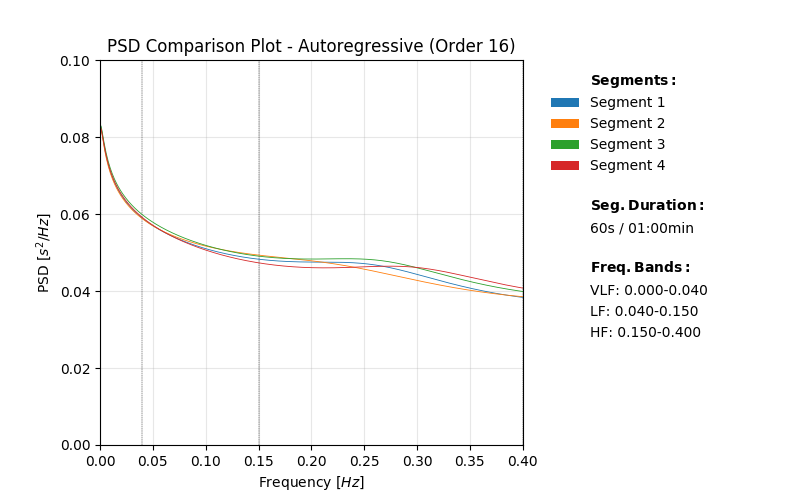 PSD Comparison Plot - Autoregressive (Order 16)
PSD [s²/Hz]
0.10
0.08
0.06
0.04
0.02
0.00
0.00 0.05 0.10 0.15 0.20 0.25 0.30 0.35 0.40
Frequency [Hz]
Segments:
Segment 1
Segment 2
Segment 3
Segment 4
Seg. Duration:
60s / 01:00min
Freq. Bands:
VLF: 0.000-0.040
LF: 0.040-0.150
HF: 0.150-0.400